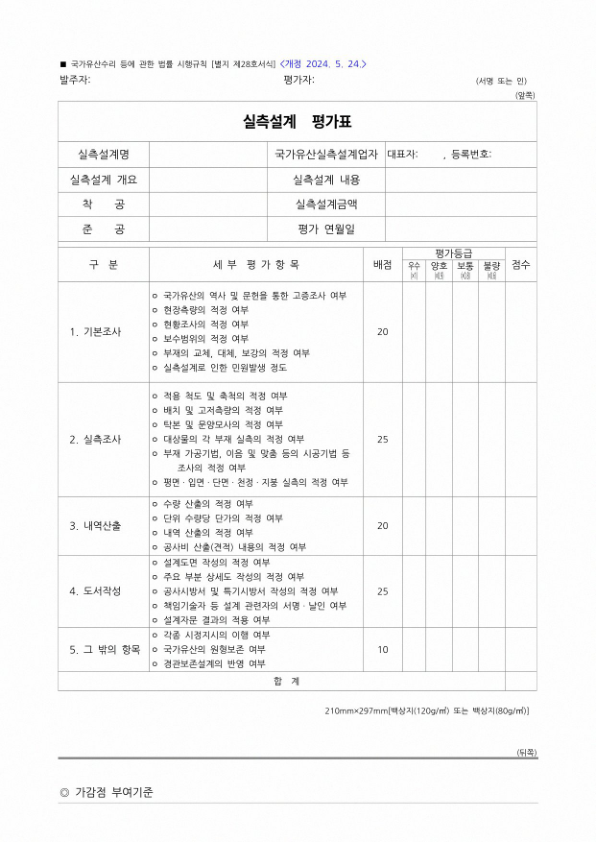 ■ 국가유산수리 등에 관한 법률 시행규칙 [별지 제28호서식] <개정 2024. 5. 24.>
발주자: 평가자: (서명 또는 인)
(앞쪽)
실측설계 평가표
실측설계명 국가유산실측설계업자 대표자: , 등록번호:
실측설계 개요 실측설계 내용
착 공 실측설계금액
준 공 평가 연월일
구 분 세 부 평 가 항 목 배점 평가등급 점수
우수 양호 보통 불량
1. 기본조사 20
ㅇ 국가유산의 역사 및 문헌을 통한 고증조사 여부
ㅇ 현장측량의 적정 여부
ㅇ 현황조사의 적정 여부
ㅇ 보수범위의 적정 여부
ㅇ 부재의 교체, 대체, 보강의 적정 여부
ㅇ 실측설계로 인한 민원발생 정도
2. 실측조사 25
ㅇ 적용 척도 및 축척의 적정 여부
ㅇ 배치 및 고저측량의 적정 여부
ㅇ 탁본 및 문양모사의 적정 여부
ㅇ 대상물의 각 부재 실측의 적정 여부
ㅇ 부재 가공기법, 이음 및 맞춤 등의 시공기법 등
조사의 적정 여부
ㅇ 평면ㆍ입면ㆍ단면ㆍ천정ㆍ지붕 실측의 적정 여부
3. 내역산출 20
ㅇ 수량 산출의 적정 여부
ㅇ 단위 수량당 단가의 적정 여부
ㅇ 내역 산출의 적정 여부
ㅇ 공사비 산출(견적) 내용의 적정 여부
4. 도서작성 25
ㅇ 설계도면 작성의 적정 여부
ㅇ 주요 부분 상세도 작성의 적정 여부
ㅇ 공사시방서 및 특기시방서 작성의 적정 여부
ㅇ 책임기술자 등 설계 관련자의 서명ㆍ날인 여부
ㅇ 설계자문 결과의 적용 여부
5. 그 밖의 항목 10
ㅇ 각종 시정지시의 이행 여부
ㅇ 국가유산의 원형보존 여부
ㅇ 경관보존설계의 반영 여부
합 계
210mm×297mm[백상지(120g/㎡) 또는 백상지(80g/㎡)]
(뒤쪽)
◎ 가감점 부여기준